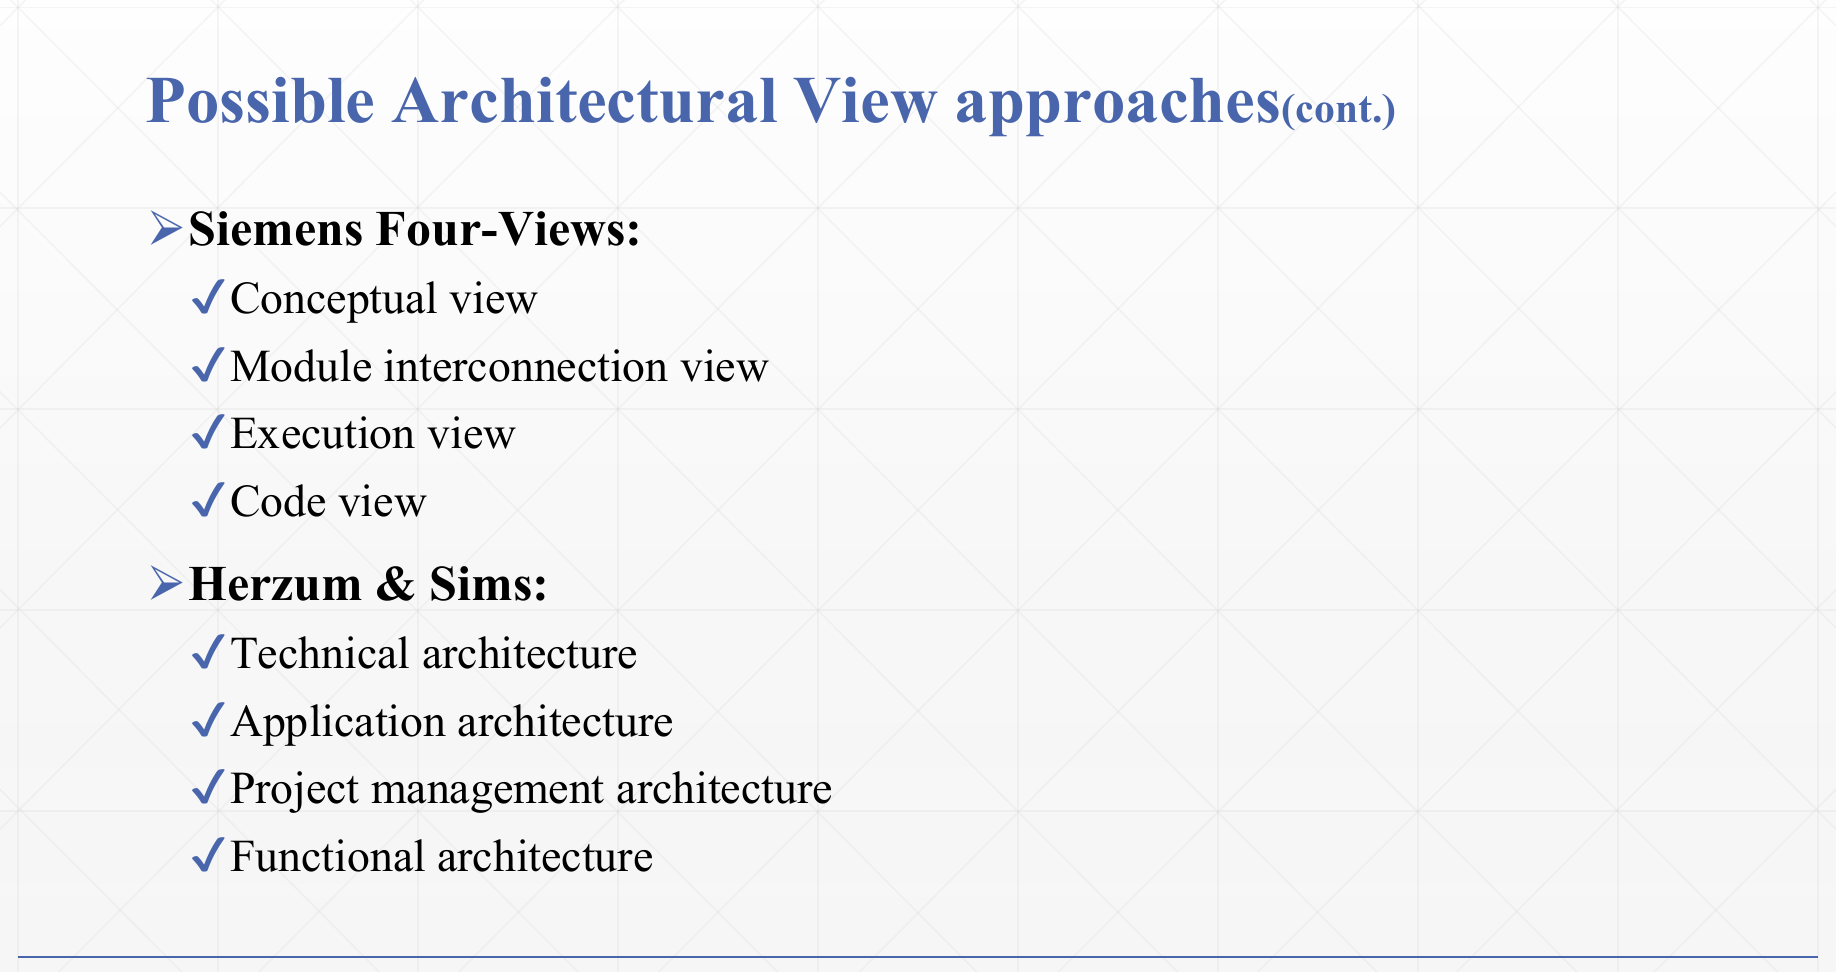 Possible Architectural View approaches(cont.)
➢Siemens Four-Views:
✓Conceptual view
✓Module interconnection view
✓Execution view
✓Code view
➢Herzum & Sims:
✓Technical architecture
✓Application architecture
✓Project management architecture
✓Functional architecture